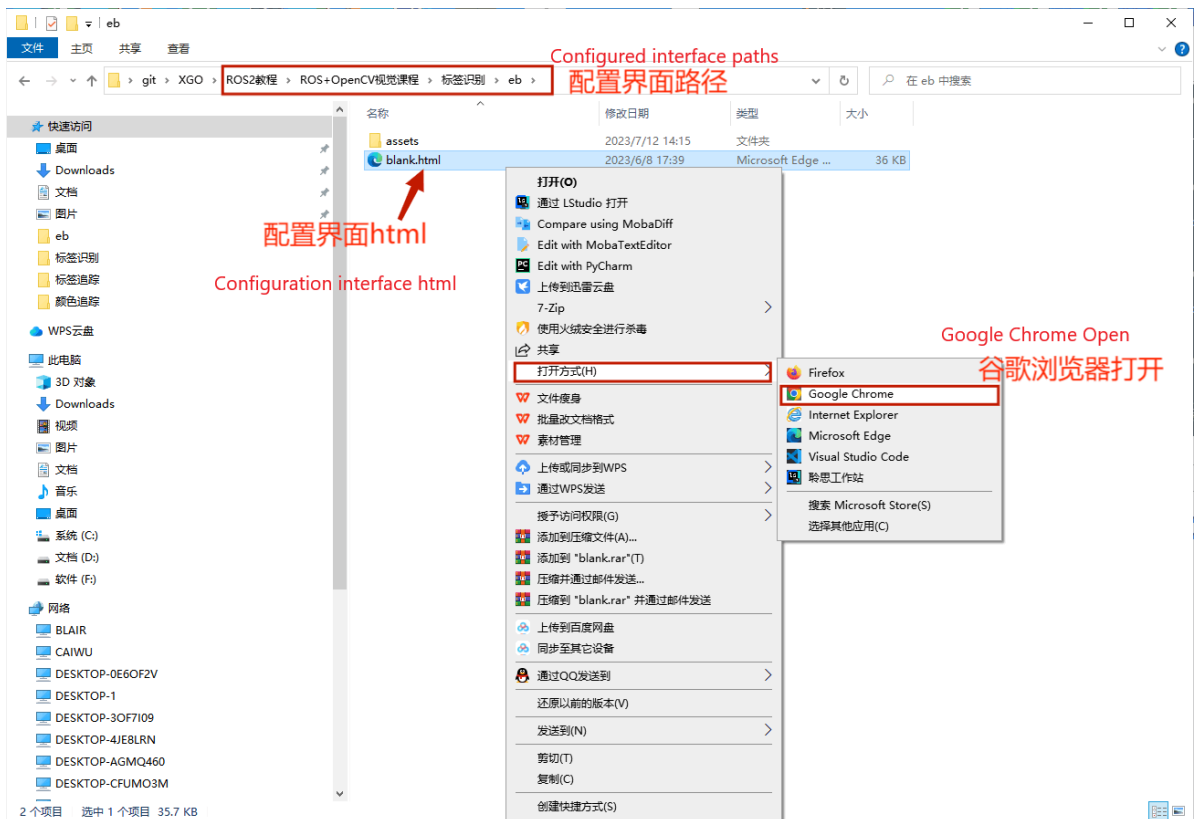 eb
文件 主页 共享 查看
Configured interface paths
配置界面路径
git › XGO › ROS2教程 › ROS+OpenCV视觉课程 › 标签识别 › eb ›
在 eb 中搜索
名称 修改日期 类型 大小
快速访问
桌面
Downloads
文档
图片
eb
标签识别
标签追踪
颜色追踪
WPS云盘
此电脑
3D 对象
Downloads
视频
图片
文档
音乐
桌面
系统 (C:)
文档 (D:)
软件 (F:)
网络
BLAIR
CAIWU
DESKTOP-0E6OF2V
DESKTOP-1
DESKTOP-3OF7I09
DESKTOP-4JE8LRN
DESKTOP-AGMQ460
DESKTOP-CFUMO3M
assets 2023/7/12 14:15 文件夹
blank.html 2023/6/8 17:39 Microsoft Edge ... 36 KB
配置界面html
Configuration interface html
打开(O)
通过 LStudio 打开
Compare using MobaDiff
Edit with MobaTextEditor
Edit with PyCharm
上传到迅雷云盘
7-Zip
使用火绒安全进行杀毒
共享
打开方式(H)
文件瘦身
批量改文档格式
素材管理
上传或同步到WPS
通过WPS发送
授予访问权限(G)
添加到压缩文件(A)...
添加到 "blank.rar"(T)
压缩并通过邮件发送...
压缩到 "blank.rar" 并通过邮件发送
上传到百度网盘
同步至其它设备
通过QQ发送到
还原以前的版本(V)
发送到(N)
剪切(T)
复制(C)
创建快捷方式(S)
Google Chrome Open
谷歌浏览器打开
Firefox
Google Chrome
Internet Explorer
Microsoft Edge
Visual Studio Code
聆思工作站
搜索 Microsoft Store(S)
选择其他应用(C)
2 个项目 选中 1 个项目 35.7 KB